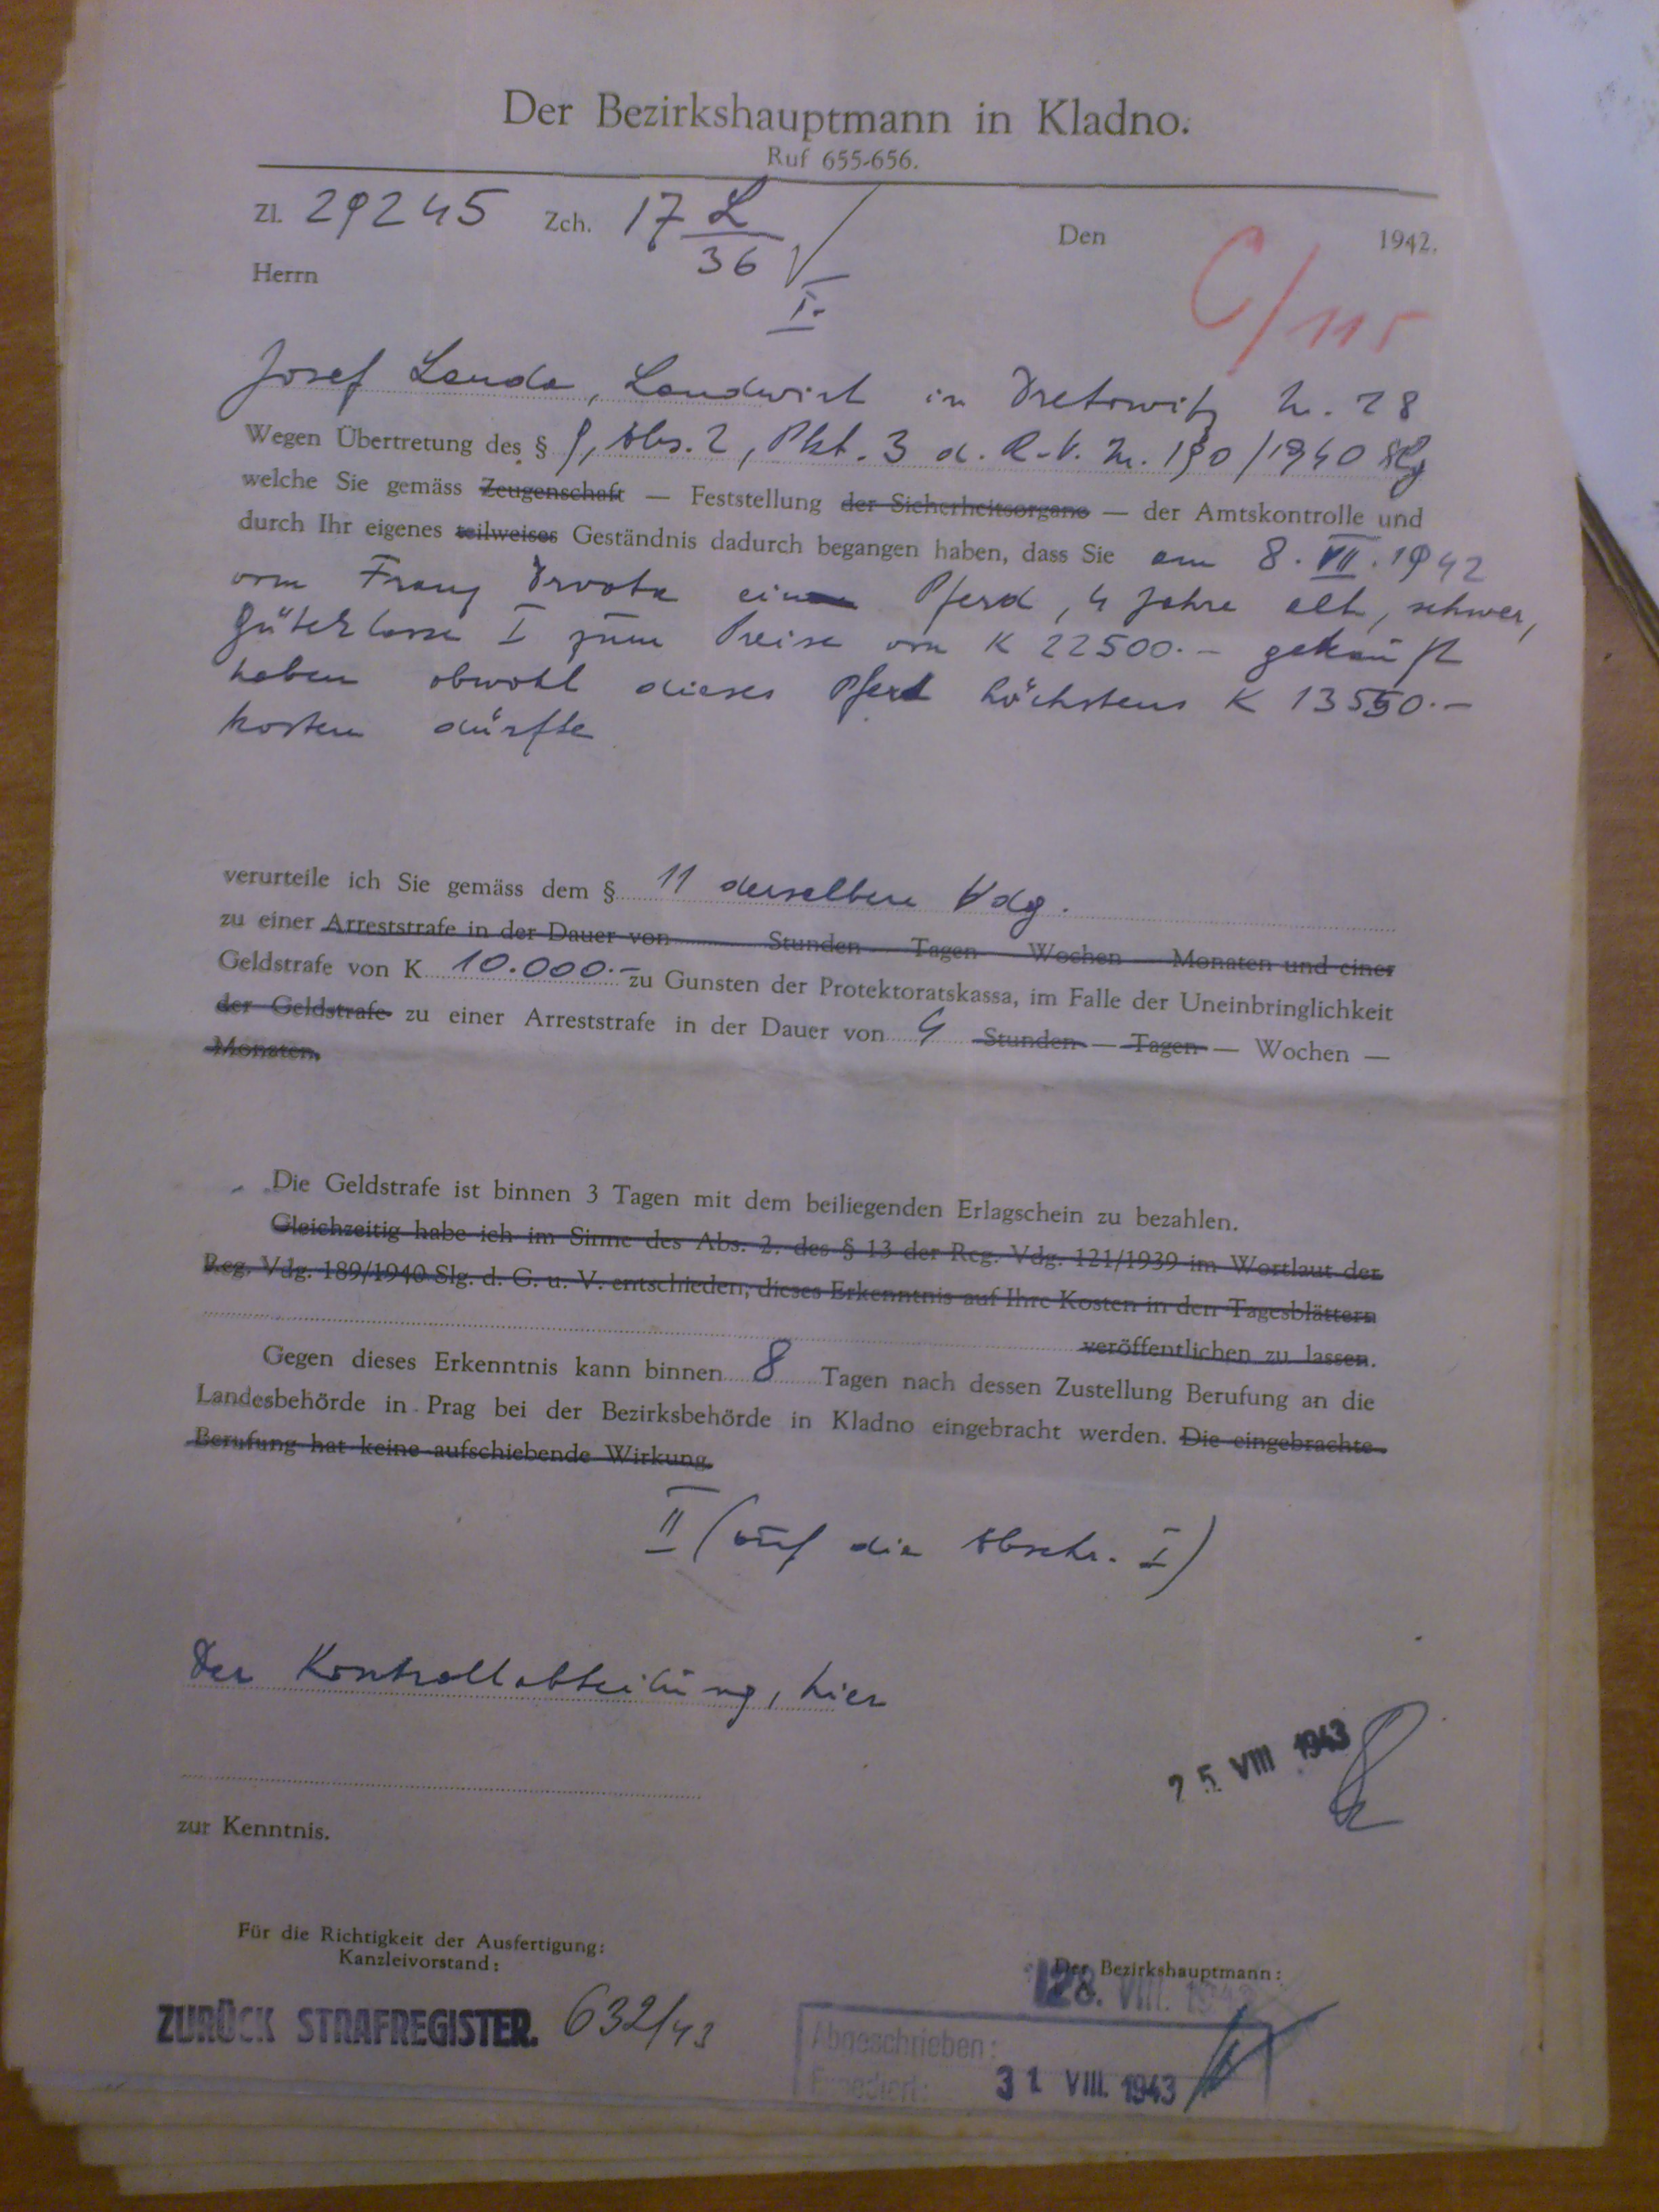 Der Bezirkshauptmann in Kladno.
Ruf 655-656.
Zl. 29245 Zch. 17 L/36 Den 1942.
I.
Herrn
C/115
Josef Landa, Landwirt in Dretowitz Nr. 28
Wegen Übertretung des § 9, Abs. 2, Pkt. 3 d. R.V. Nr. 190/1940 Slg
welche Sie gemäss Zeugenschaft — Feststellung der Sicherheitsorgane — der Amtskontrolle und
durch Ihr eigenes teilweises Geständnis dadurch begangen haben, dass Sie am 8. VII. 1942
vom Franz ein Pferd, 4 Jahre alt, schwer,
Güteklasse I zum Preise von K 22500.- gekauft
haben obwohl dieses Pferd höchstens K 13550.-
kosten dürfte
verurteile ich Sie gemäss dem § 11 derselben Vdg.
zu einer Arreststrafe in der Dauer von Stunden — Tagen — Wochen — Monaten und einer
Geldstrafe von K 10.000.- zu Gunsten der Protektoratskassa, im Falle der Uneinbringlichkeit
der Geldstrafe zu einer Arreststrafe in der Dauer von 4 Stunden — Tagen — Wochen —
Monaten.
Die Geldstrafe ist binnen 3 Tagen mit dem beiliegenden Erlagschein zu bezahlen.
Gleichzeitig habe ich im Sinne des Abs. 2. des § 13 der Reg. Vdg. 121/1939 im Wortlaut der
Reg. Vdg. 189/1940 Slg. d. G. u. V. entschieden, dieses Erkenntnis auf Ihre Kosten in den Tagesblättern
veröffentlichen zu lassen.
Gegen dieses Erkenntnis kann binnen 8 Tagen nach dessen Zustellung Berufung an die
Landesbehörde in Prag bei der Bezirksbehörde in Kladno eingebracht werden. Die eingebrachte
Berufung hat keine aufschiebende Wirkung.
II (auf die Abschr. I)
Der Kontrollabteilung, hier
25 VIII 1943
zur Kenntnis.
Für die Richtigkeit der Ausfertigung:
Kanzleivorstand:
Der Bezirkshauptmann:
28. VIII. 1943
ZURÜCK STRAFREGISTER. 632/43
Abgeschrieben:
Expediert: 31 VIII. 1943